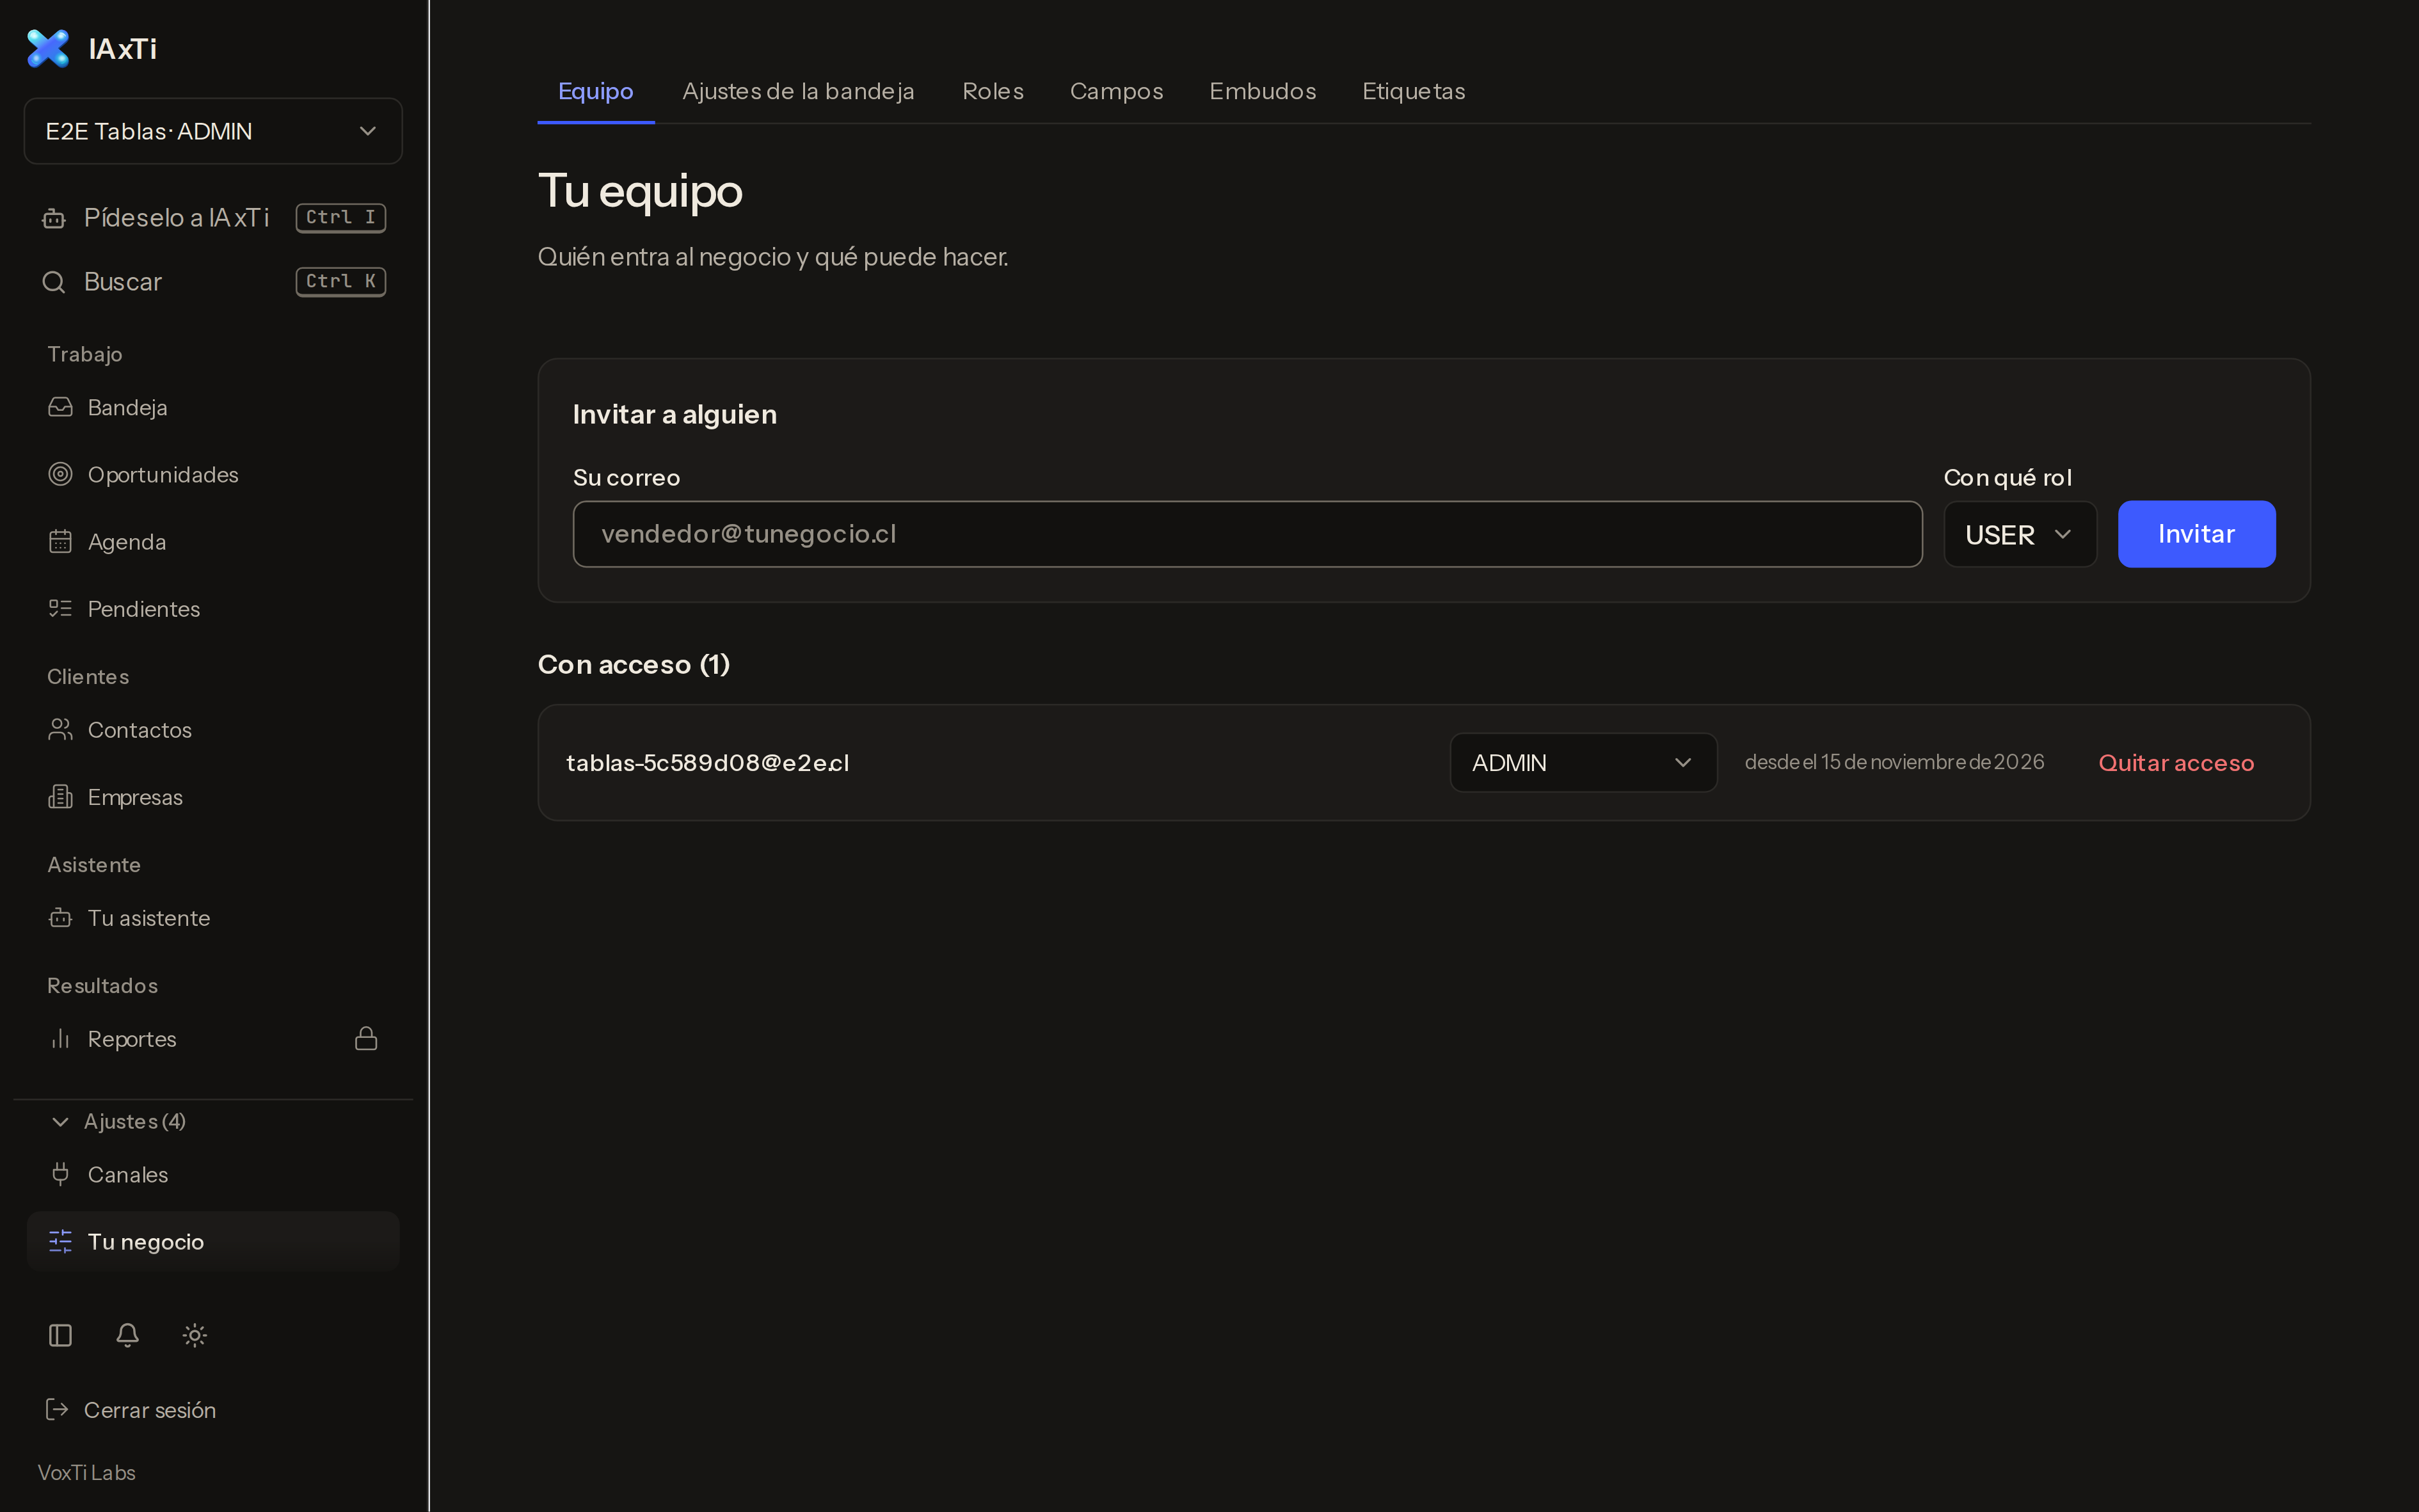 IAxTi
E2E Tablas · ADMIN
Pídeselo a IAxTi Ctrl I
Buscar Ctrl K
Trabajo
Bandeja
Oportunidades
Agenda
Pendientes
Clientes
Contactos
Empresas
Asistente
Tu asistente
Resultados
Reportes
Ajustes (4)
Canales
Tu negocio
Cerrar sesión
VoxTi Labs
Equipo Ajustes de la bandeja Roles Campos Embudos Etiquetas
Tu equipo
Quién entra al negocio y qué puede hacer.
Invitar a alguien
Su correo Con qué rol
vendedor@tunegocio.cl USER Invitar
Con acceso (1)
tablas-5c589d08@e2e.cl ADMIN desde el 15 de noviembre de 2026 Quitar acceso